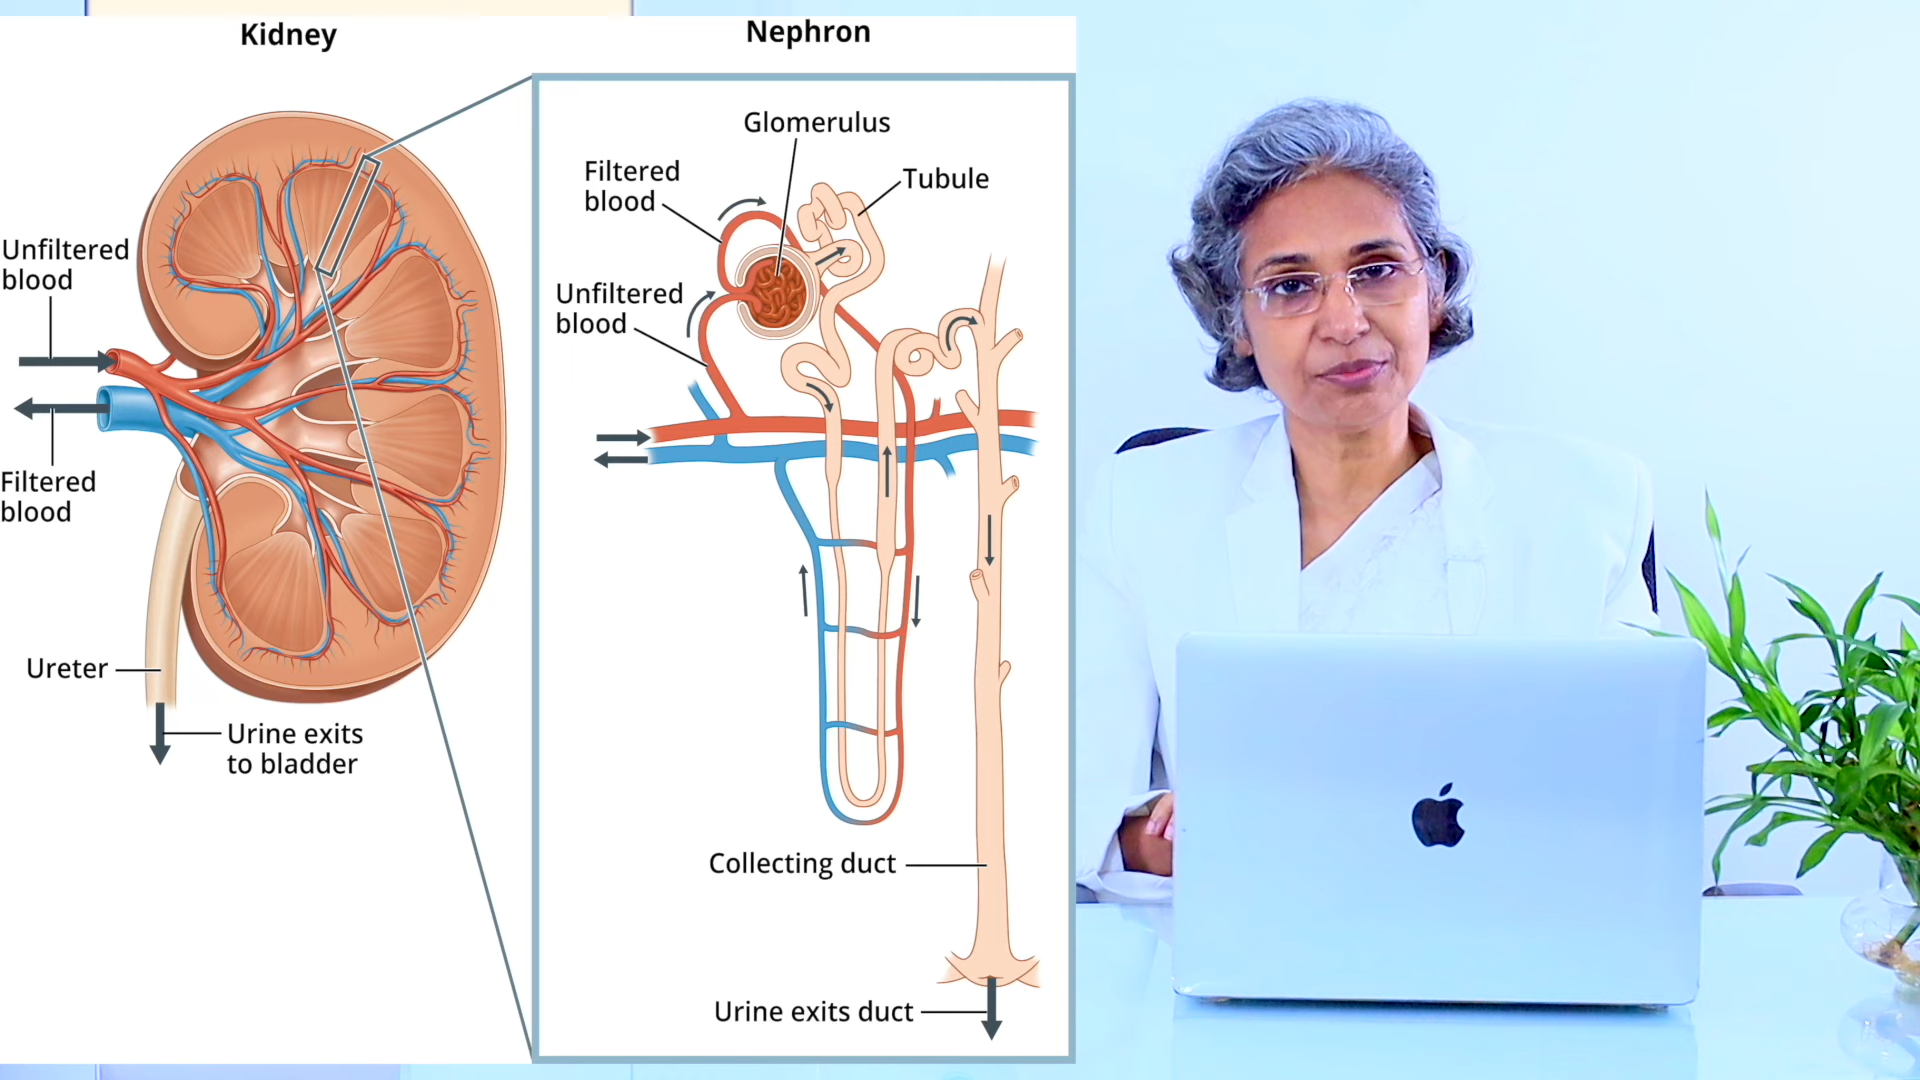 Kidney
Unfiltered
blood
Filtered
blood
Ureter
Urine exits
to bladder
Nephron
Glomerulus
Filtered
blood
Tubule
Unfiltered
blood
Collecting duct
Urine exits duct